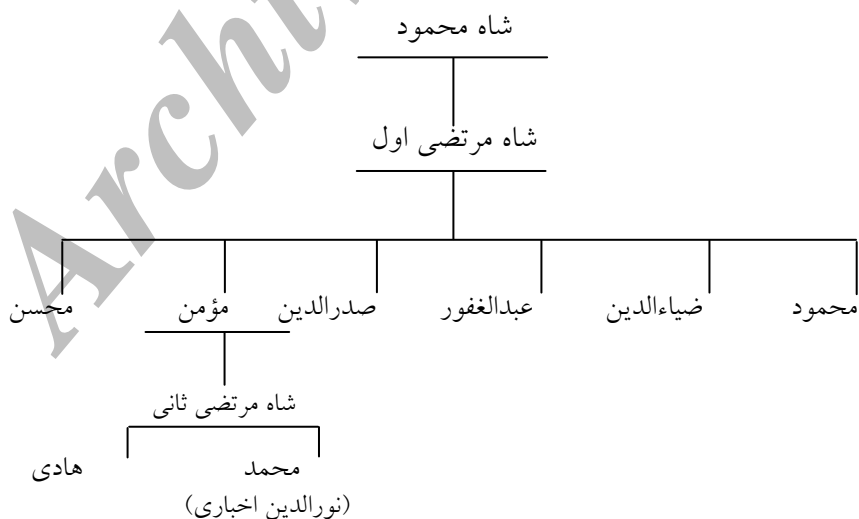 شاه محمود
شاه مرتضی اول
محمود ضیاءالدین عبدالغفور صدرالدین مؤمن محسن
شاه مرتضی ثانی
محمد هادی
(نورالدین اخباری)